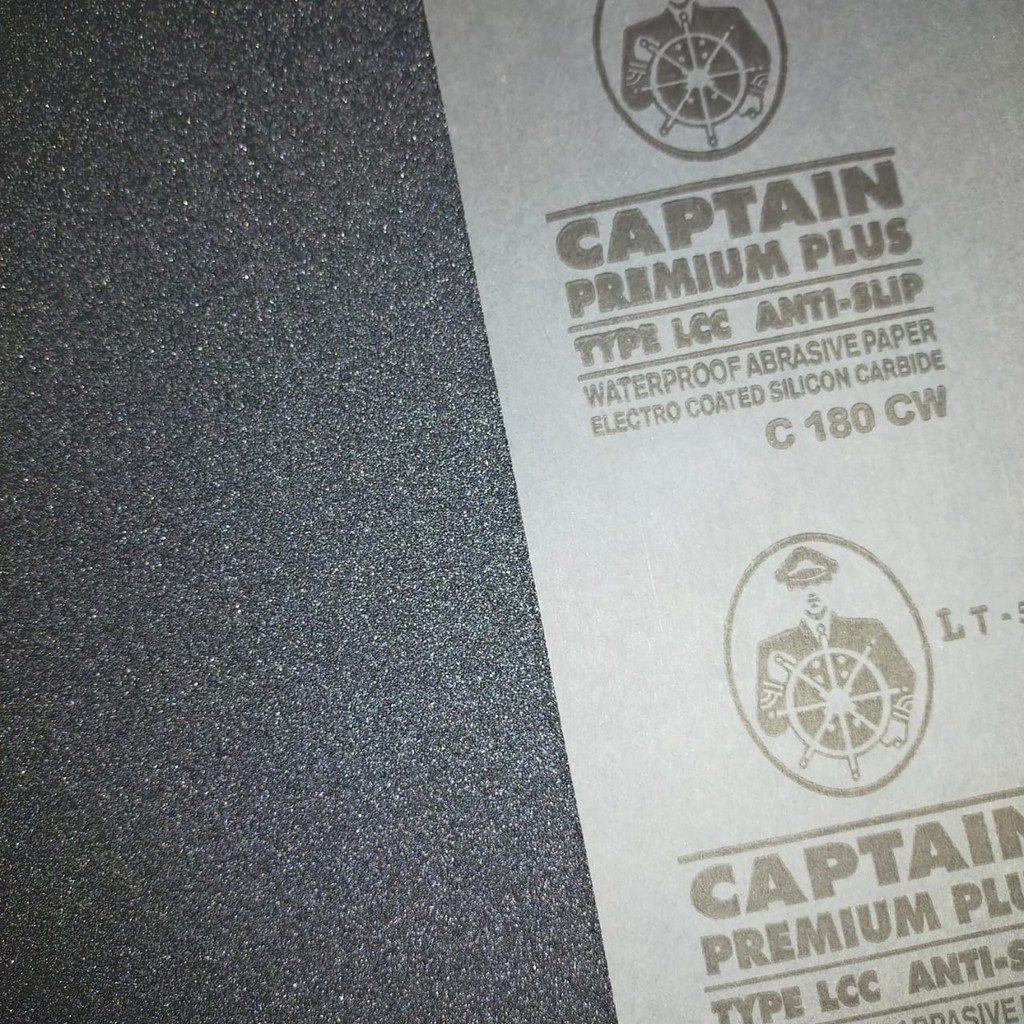 CAPTAIN
PREMIUM PLUS
TYPE LCC ANTI-SLIP
WATERPROOF ABRASIVE PAPER
ELECTRO COATED SILICON CARBIDE
C 180 CW
LT-
CAPTAIN
PREMIUM PLU
TYPE LCC ANTI-S